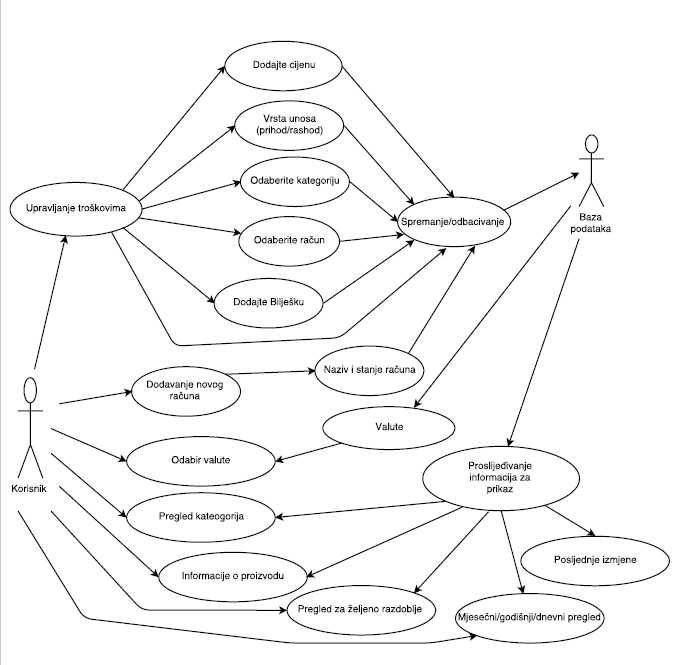 Dodajte cijenu
Vrsta unosa
(prihod/rashod)
Odaberite kategoriju
Upravljanje troškovima
Spremanje/odbacivanje
Baza
podataka
Odaberite račun
Dodajte Bilješku
Naziv i stanje računa
Dodavanje novog
računa
Valute
Odabir valute
Proslijeđivanje
informacija za
prikaz
Korisnik
Pregled kateogorija
Posljednje izmjene
Informacije o proizvodu
Pregled za željeno razdoblje
Mjesečni/godišnji/dnevni pregled